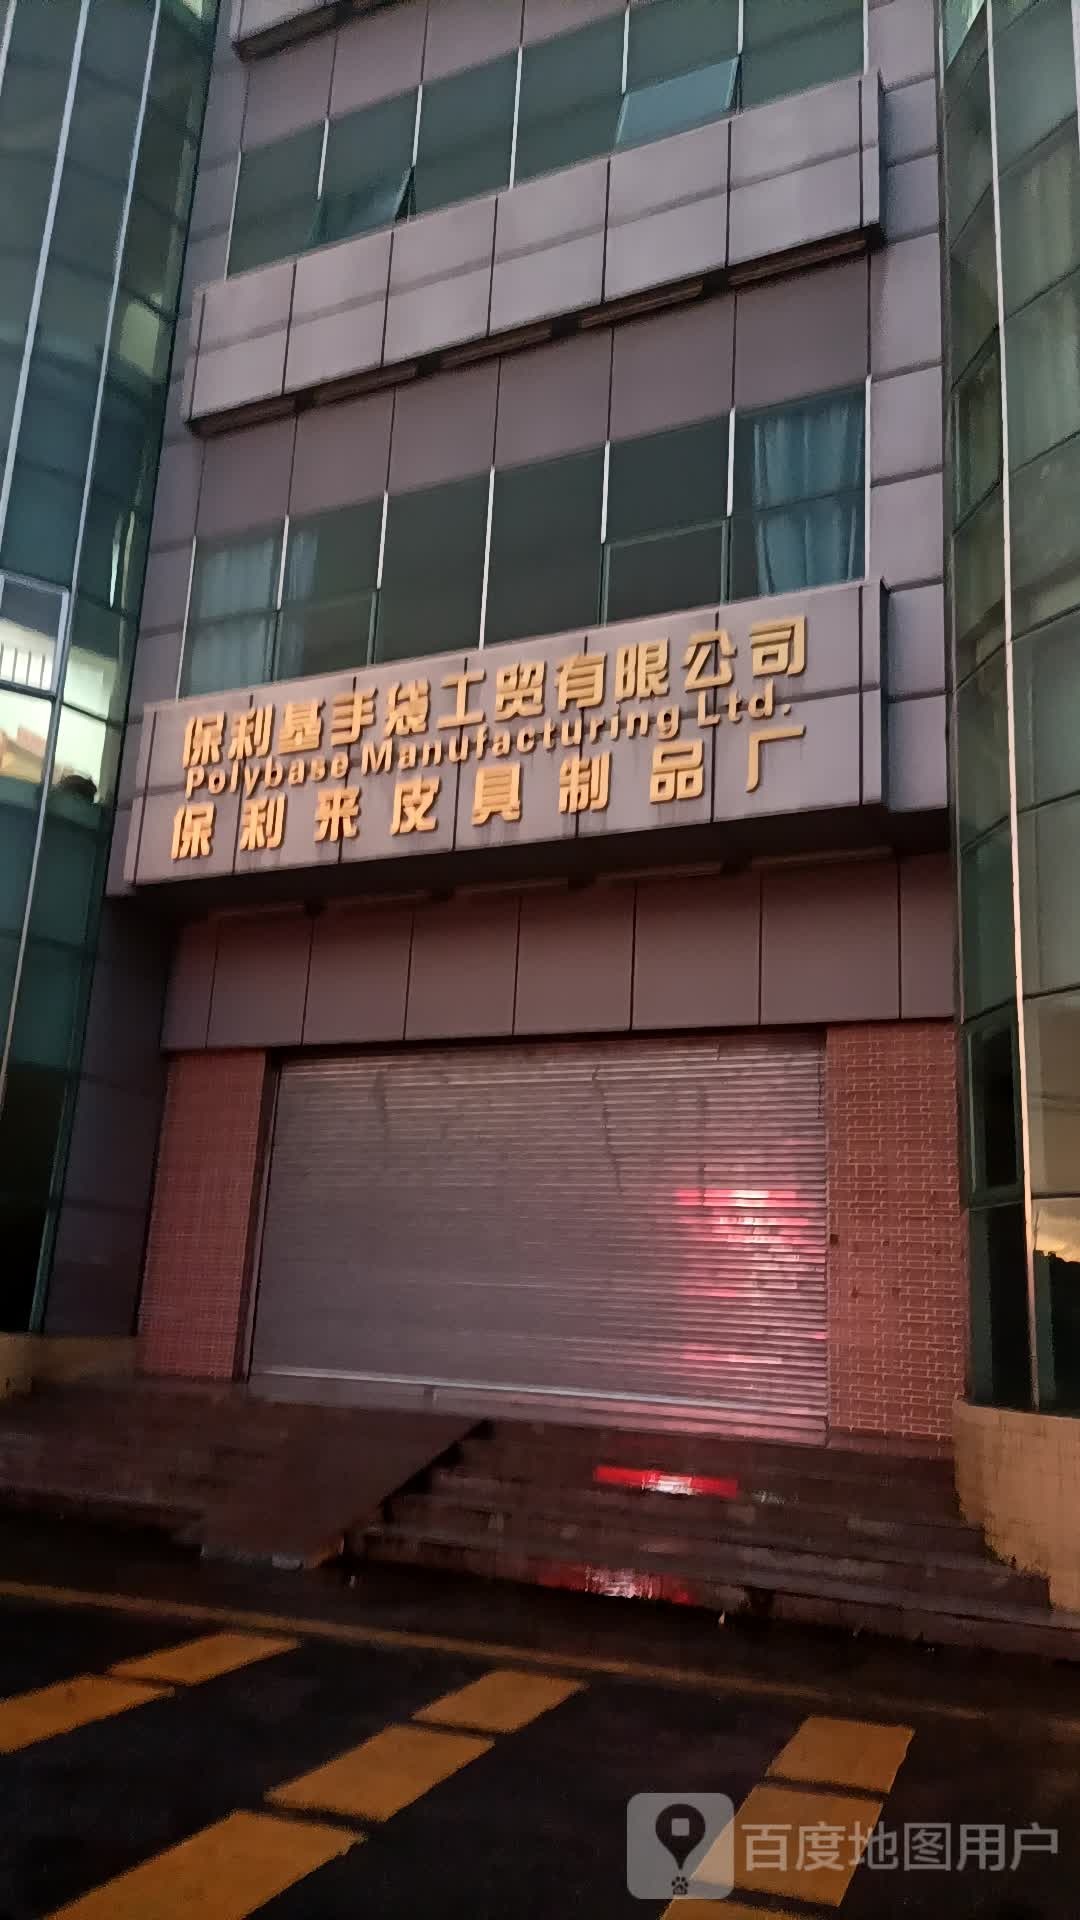 保利基手袋工贸有限公司
Polybase Manufacturing Ltd.
保利来皮具制品厂
百度地图用户